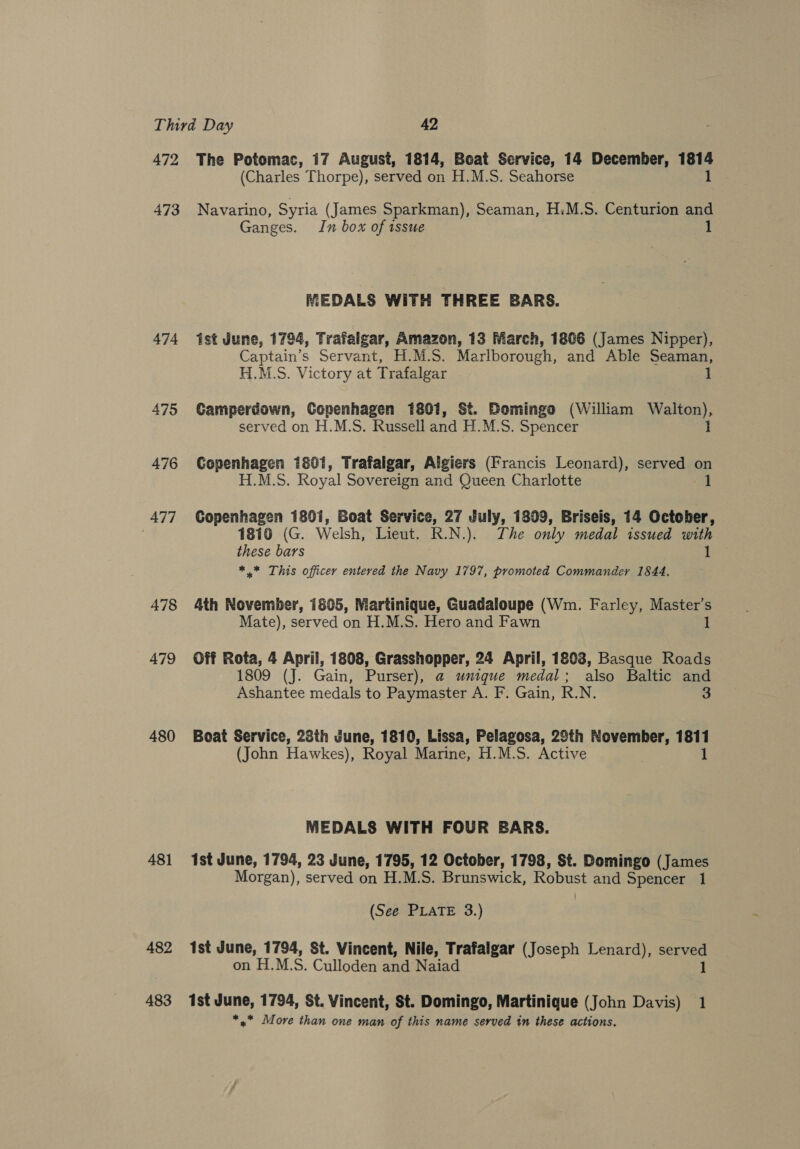 Third Day 42
472 The Potomac, 17 August, 1814, Boat Service, 14 December, 1814
(Charles Thorpe), served on H.M.S. Seahorse 1
473 Navarino, Syria (James Sparkman), Seaman, H.M.S. Centurion and
Ganges. In box of issue 1
MEDALS WITH THREE BARS.
474 1st June, 1794, Trafalgar, Amazon, 13 March, 1806 (James Nipper),
Captain's Servant, H.M.S. Marlborough, and Able Seaman,
H.M.S. Victory at Trafalgar 1
475 Camperdown, Copenhagen 1801, St. Domingo (William Walton),
served on H.M.S. Russell and H.M.S. Spencer 1
476 Copenhagen 1801, Trafalgar, Algiers (Francis Leonard), served on
H.M.S. Royal Sovereign and Queen Charlotte 1
477 Copenhagen 1801, Boat Service, 27 July, 1809, Briseis, 14 October,
1810 (G. Welsh, Lieut. R.N.). The only medal issued with
these bars 1
*** This officer entered the Navy 1797, promoted Commander 1844.
478 4th November, 1805, Martinique, Guadaloupe (Wm. Farley, Master's
Mate), served on H.M.S. Hero and Fawn 1
479 Off Rota, 4 April, 1808, Grasshopper, 24 April, 1808, Basque Roads
1809 (J. Gain, Purser), a unique medal; also Baltic and
Ashantee medals to Paymaster A. F. Gain, R.N. 3
480 Boat Service, 28th June, 1810, Lissa, Pelagosa, 29th November, 1811
(John Hawkes), Royal Marine, H.M.S. Active 1
MEDALS WITH FOUR BARS.
481 1st June, 1794, 23 June, 1795, 12 October, 1798, St. Domingo (James
Morgan), served on H.M.S. Brunswick, Robust and Spencer 1
(See PLATE 3.)
482 1st June, 1794, St. Vincent, Nile, Trafalgar (Joseph Lenard), served
on H.M.S. Culloden and Naiad 1
483 1st June, 1794, St. Vincent, St. Domingo, Martinique (John Davis) 1
*** More than one man of this name served in these actions.